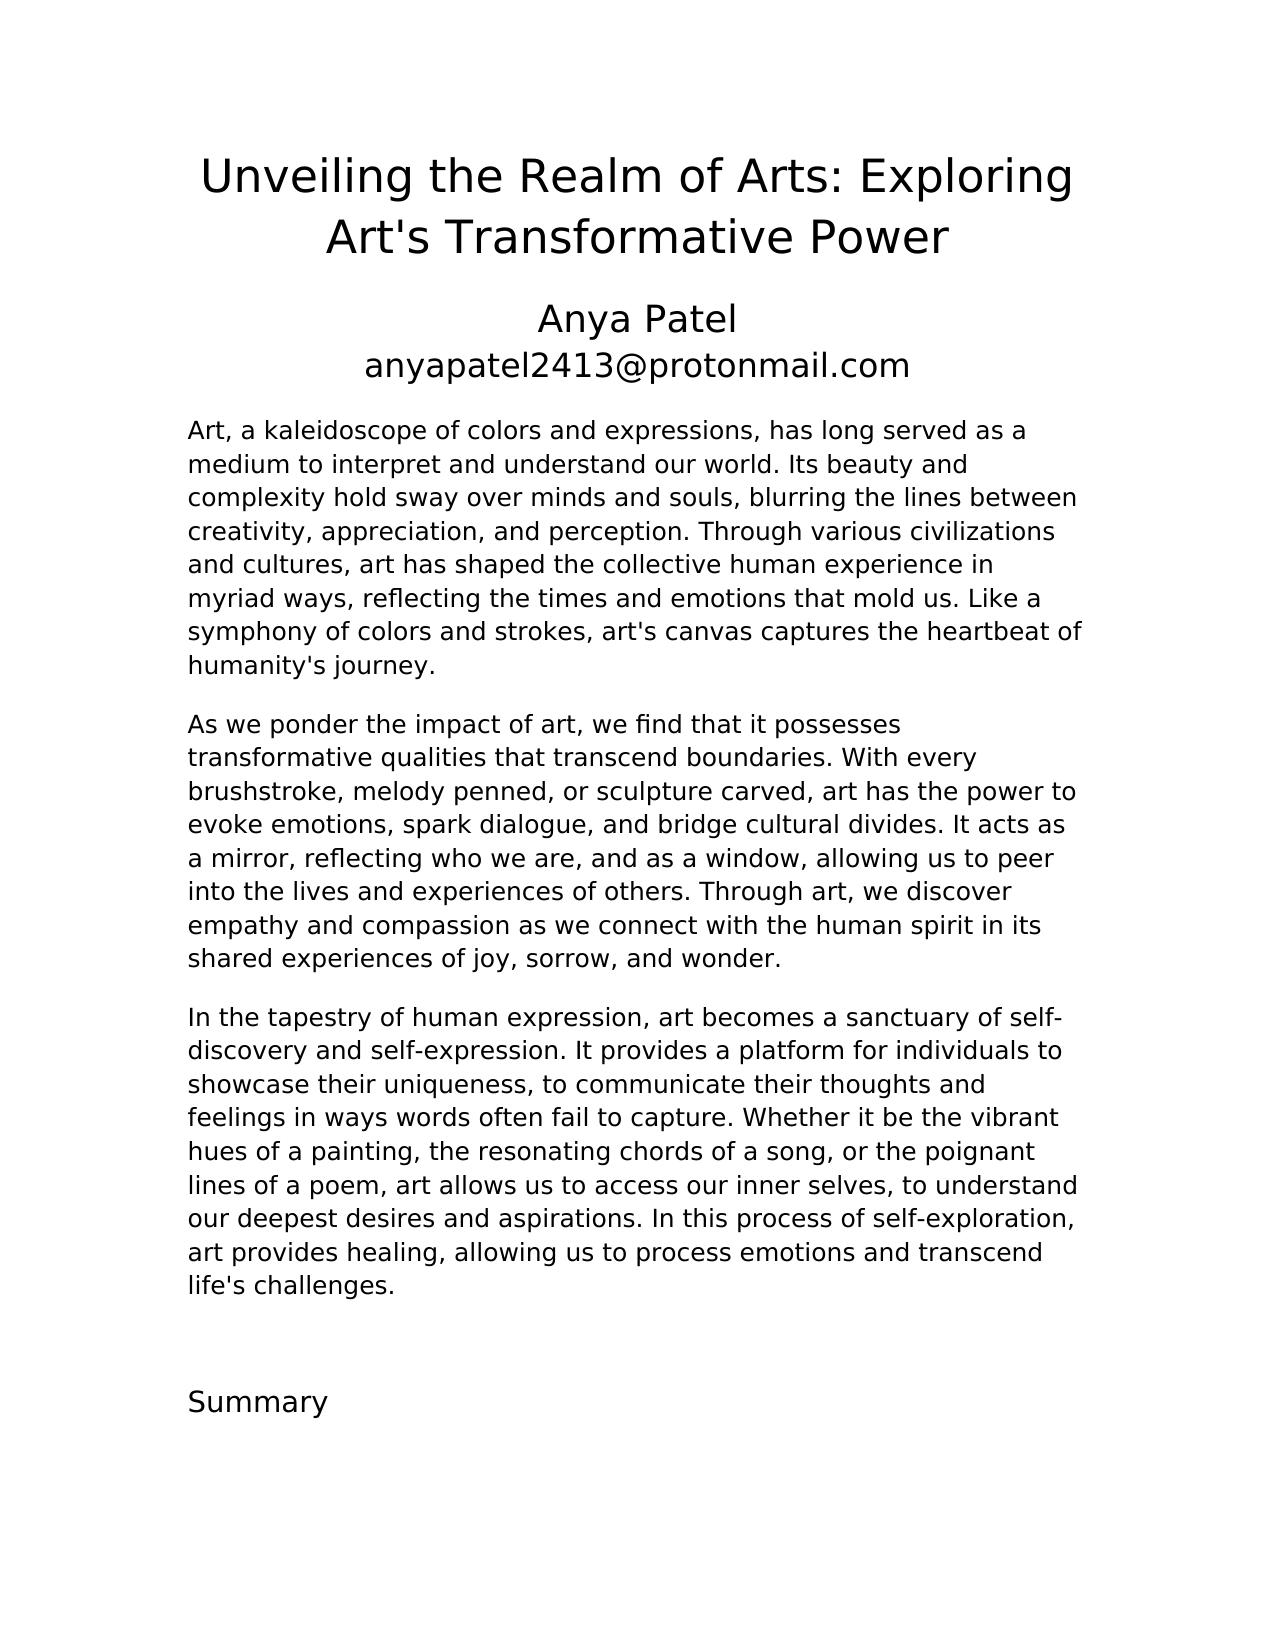 Unveiling the Realm of Arts: Exploring
Art's Transformative Power
Anya Patel
anyapatel2413@protonmail.com
Art, a kaleidoscope of colors and expressions, has long served as a
medium to interpret and understand our world. Its beauty and
complexity hold sway over minds and souls, blurring the lines between
creativity, appreciation, and perception. Through various civilizations
and cultures, art has shaped the collective human experience in
myriad ways, reflecting the times and emotions that mold us. Like a
symphony of colors and strokes, art's canvas captures the heartbeat of
humanity's journey.
As we ponder the impact of art, we find that it possesses
transformative qualities that transcend boundaries. With every
brushstroke, melody penned, or sculpture carved, art has the power to
evoke emotions, spark dialogue, and bridge cultural divides. It acts as
a mirror, reflecting who we are, and as a window, allowing us to peer
into the lives and experiences of others. Through art, we discover
empathy and compassion as we connect with the human spirit in its
shared experiences of joy, sorrow, and wonder.
In the tapestry of human expression, art becomes a sanctuary of self-
discovery and self-expression. It provides a platform for individuals to
showcase their uniqueness, to communicate their thoughts and
feelings in ways words often fail to capture. Whether it be the vibrant
hues of a painting, the resonating chords of a song, or the poignant
lines of a poem, art allows us to access our inner selves, to understand
our deepest desires and aspirations. In this process of self-exploration,
art provides healing, allowing us to process emotions and transcend
life's challenges.
Summary